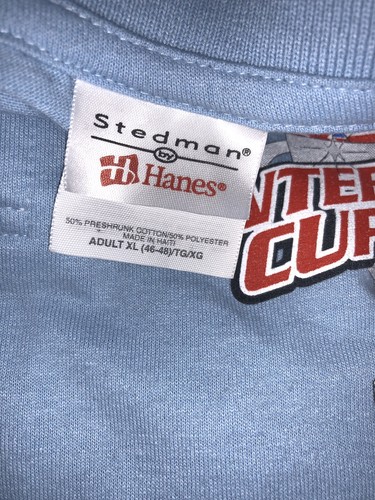 Stedman®
by
Hanes®
50% PRESHRUNK COTTON/50% POLYESTER
MADE IN HAITI
ADULT XL (46-48)/TG/XG
CUP